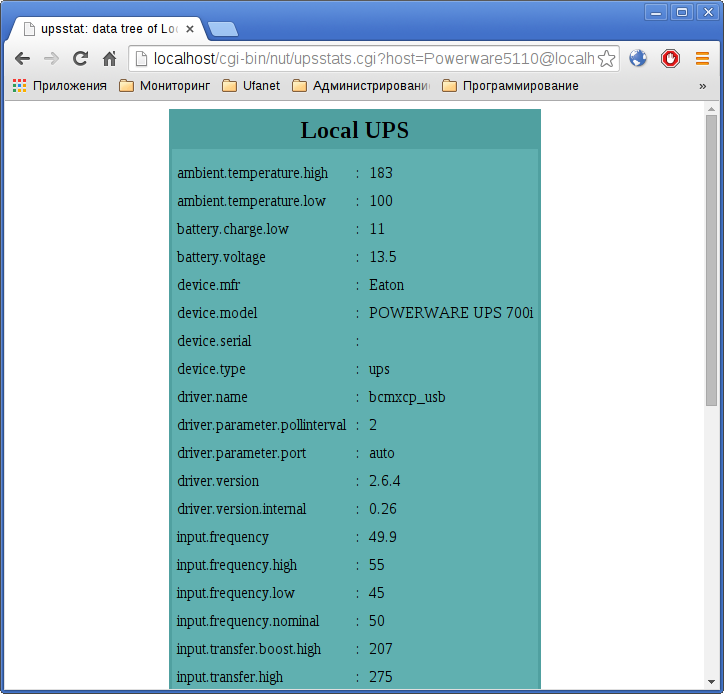 upsstat: data tree of Loc
localhost/cgi-bin/nut/upsstats.cgi?host=Powerware5110@localh
Приложения Мониторинг Ufanet Администрировани Программирование »
Local UPS
ambient.temperature.high : 183
ambient.temperature.low : 100
battery.charge.low : 11
battery.voltage : 13.5
device.mfr : Eaton
device.model : POWERWARE UPS 700i
device.serial :
device.type : ups
driver.name : bcmxcp_usb
driver.parameter.pollinterval : 2
driver.parameter.port : auto
driver.version : 2.6.4
driver.version.internal : 0.26
input.frequency : 49.9
input.frequency.high : 55
input.frequency.low : 45
input.frequency.nominal : 50
input.transfer.boost.high : 207
input.transfer.high : 275